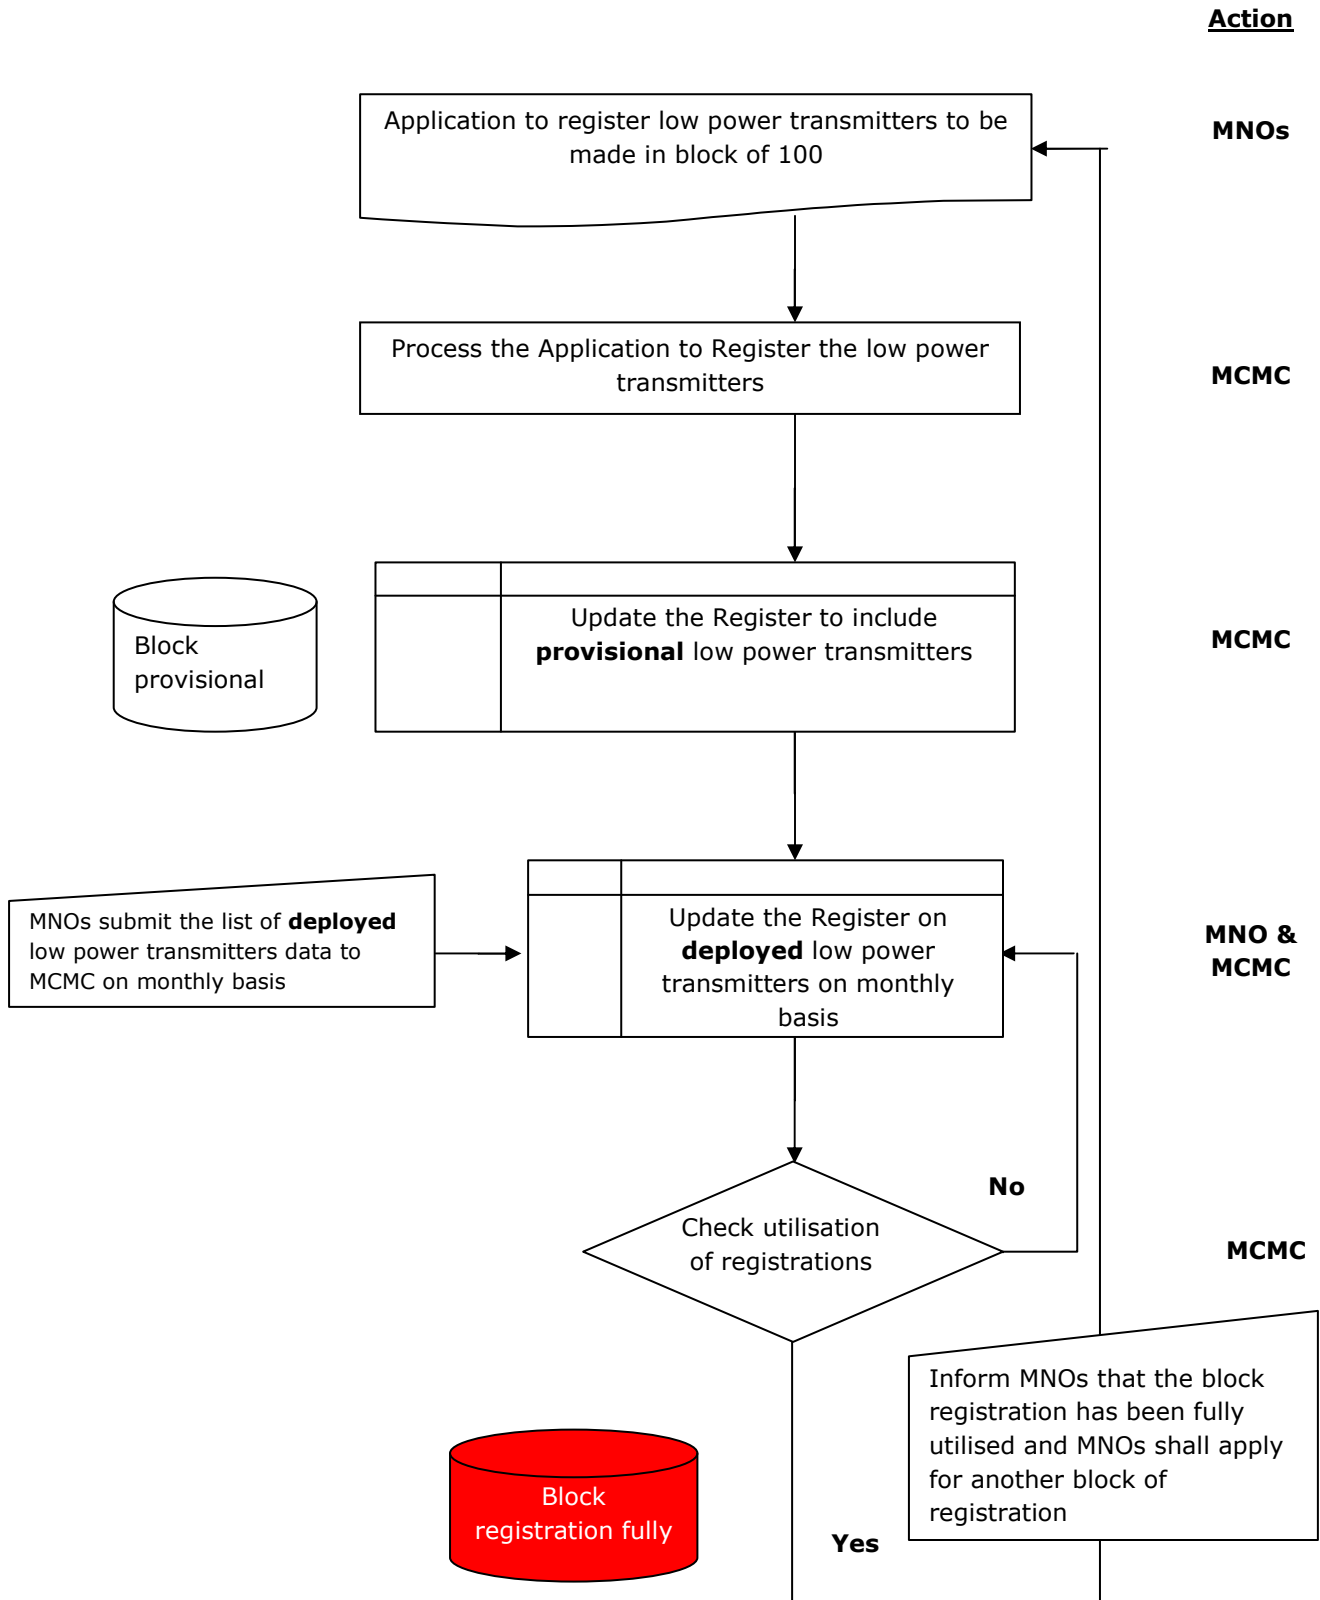 Action
Application to register low power transmitters to be
made in block of 100
MNOs
Process the Application to Register the low power
transmitters
MCMC
Block
provisional
Update the Register to include
provisional low power transmitters
MCMC
MNOs submit the list of deployed
low power transmitters data to
MCMC on monthly basis
Update the Register on
deployed low power
transmitters on monthly
basis
MNO &
MCMC
No
Check utilisation
of registrations
MCMC
Inform MNOs that the block
registration has been fully
utilised and MNOs shall apply
for another block of
registration
Block
registration fully
Yes